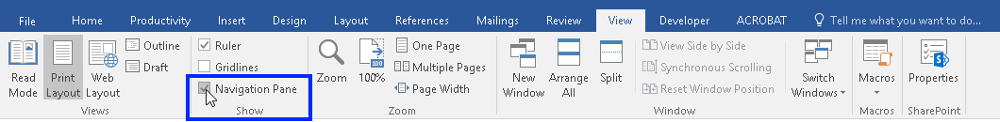 File Home Productivity Insert Design Layout References Mailings Review View Developer ACROBAT Tell me what you want to do...
Read Mode
Print Layout
Web Layout
Outline
Draft
Views
Ruler
Gridlines
Navigation Pane
Show
Zoom
100
100%
One Page
Multiple Pages
Page Width
Zoom
New Window
Arrange All
Split
View Side by Side
Synchronous Scrolling
Reset Window Position
Switch Windows
Window
Macros
Macros
S
Properties
SharePoint